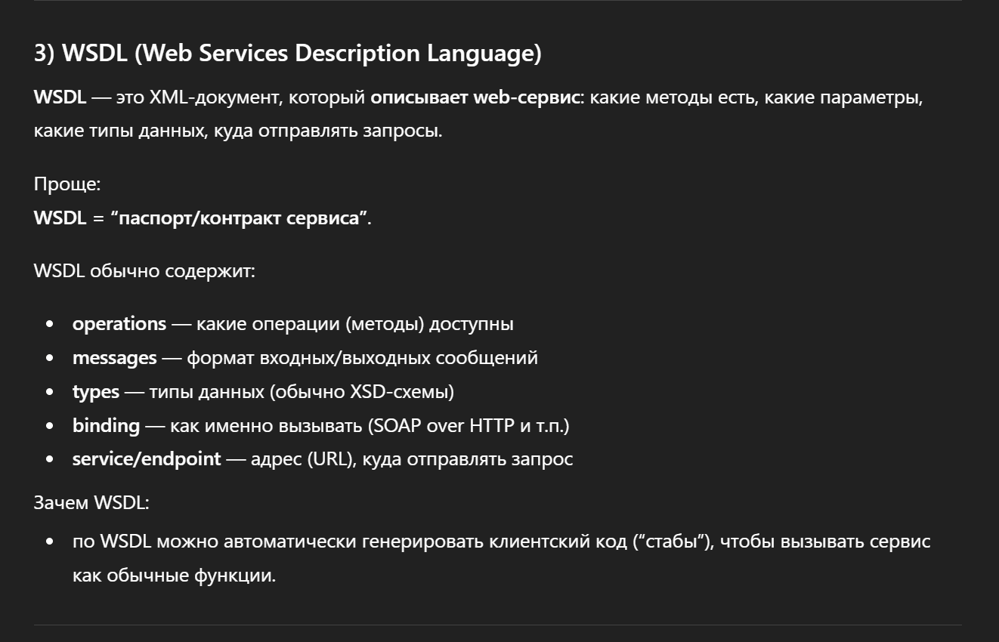 3) WSDL (Web Services Description Language)
WSDL — это XML-документ, который описывает web-сервис: какие методы есть, какие параметры,
какие типы данных, куда отправлять запросы.
Проще:
WSDL = “паспорт/контракт сервиса”.
WSDL обычно содержит:
• operations — какие операции (методы) доступны
• messages — формат входных/выходных сообщений
• types — типы данных (обычно XSD-схемы)
• binding — как именно вызывать (SOAP over HTTP и т.п.)
• service/endpoint — адрес (URL), куда отправлять запрос
Зачем WSDL:
• по WSDL можно автоматически генерировать клиентский код (“стабы”), чтобы вызывать сервис
как обычные функции.